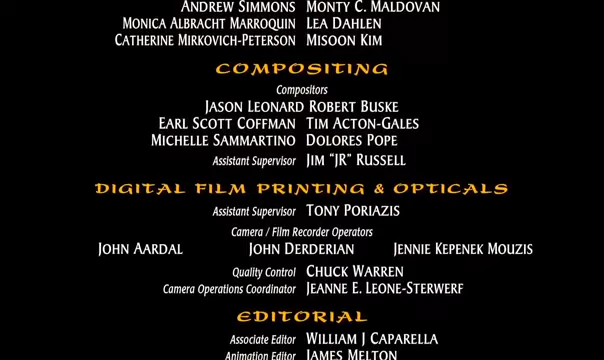 ANDREW SIMMONS MONTY C. MALDOVAN
MONICA ALBRACHT MARROQUIN LEA DAHLEN
CATHERINE MIRKOVICH-PETERSON MISOON KIM
COMPOSITING
Compositors
JASON LEONARD ROBERT BUSKE
EARL SCOTT COFFMAN TIM ACTON-GALES
MICHELLE SAMMARTINO DOLORES POPE
Assistant Supervisor JIM "JR" RUSSELL
DIGITAL FILM PRINTING & OPTICALS
Assistant Supervisor TONY PORIAZIS
Camera / Film Recorder Operators
JOHN AARDAL JOHN DERDERIAN JENNIE KEPENEK MOUZIS
Quality Control CHUCK WARREN
Camera Operations Coordinator JEANNE E. LEONE-STERWERF
EDITORIAL
Associate Editor WILLIAM J CAPARELLA
Animation Editor JAMES MELTON